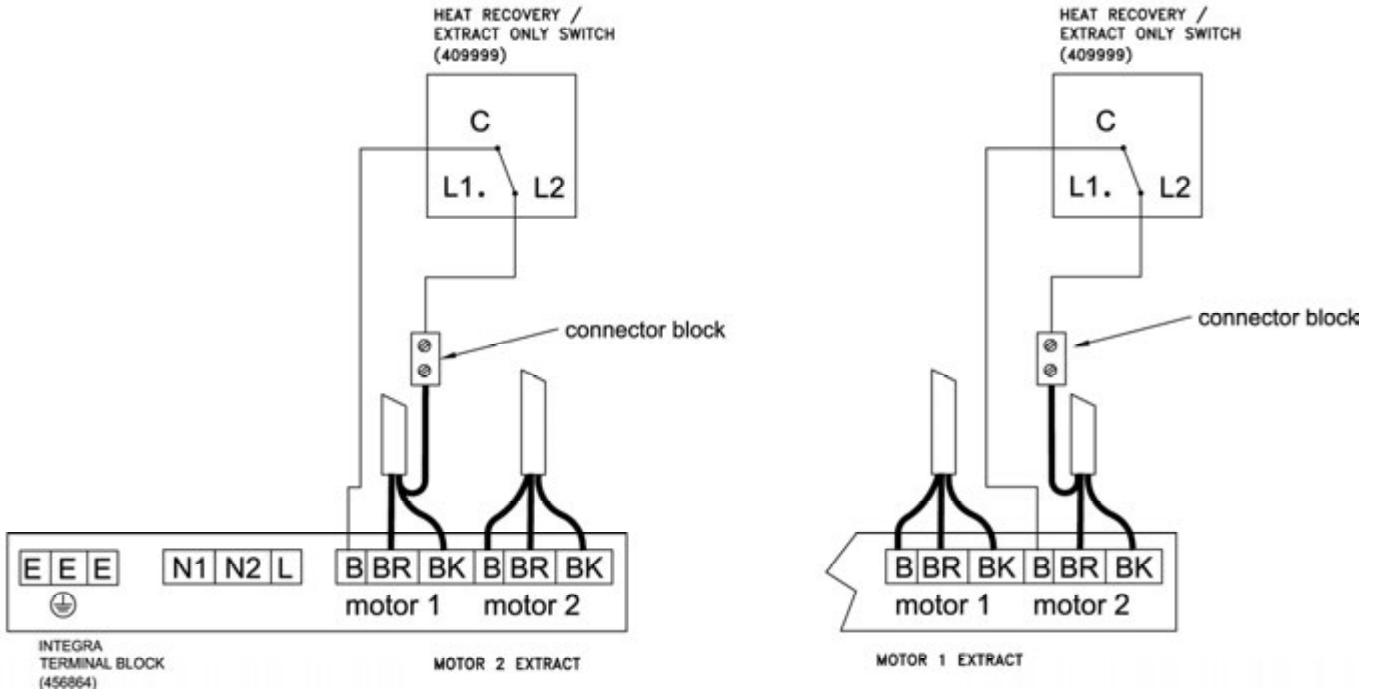 HEAT RECOVERY /
EXTRACT ONLY SWITCH
(409999)
C
L1. L2
connector block
E E E N1 N2 L B BR BK B BR BK
motor 1 motor 2
INTEGRA
TERMINAL BLOCK
(456864)
MOTOR 2 EXTRACT
HEAT RECOVERY /
EXTRACT ONLY SWITCH
(409999)
C
L1. L2
connector block
B BR BK B BR BK
motor 1 motor 2
MOTOR 1 EXTRACT